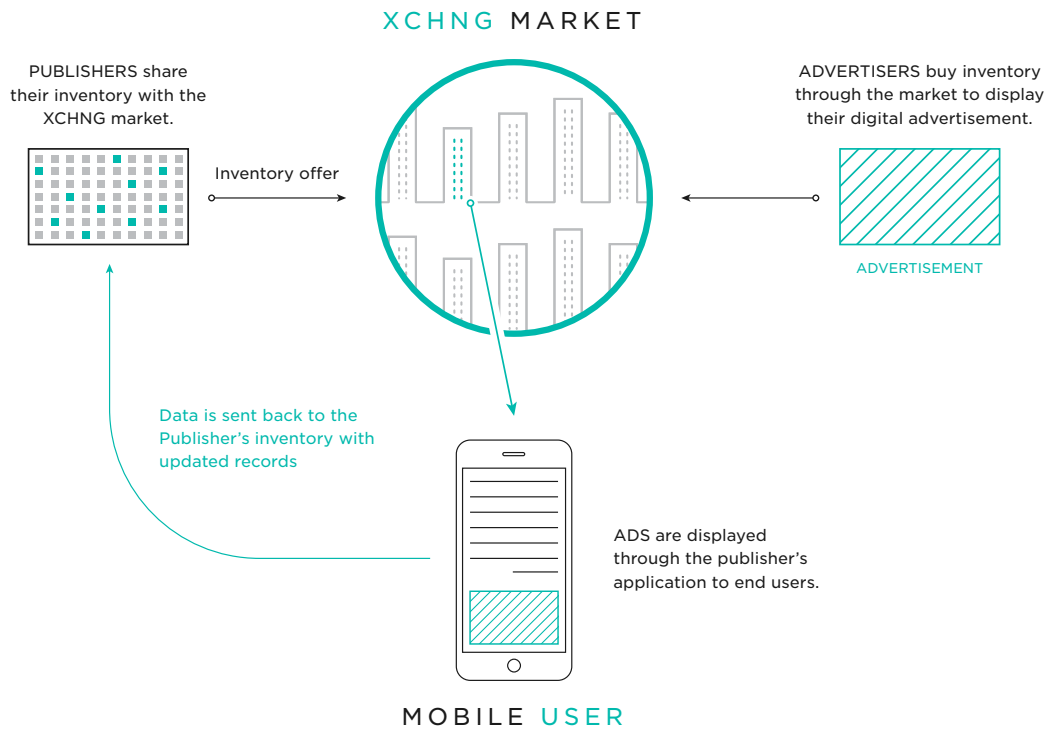 XCHNG MARKET
PUBLISHERS share
their inventory with the
XCHNG market.
ADVERTISERS buy inventory
through the market to display
their digital advertisement.
Inventory offer
ADVERTISEMENT
Data is sent back to the
Publisher’s inventory with
updated records
ADS are displayed
through the publisher’s
application to end users.
MOBILE USER